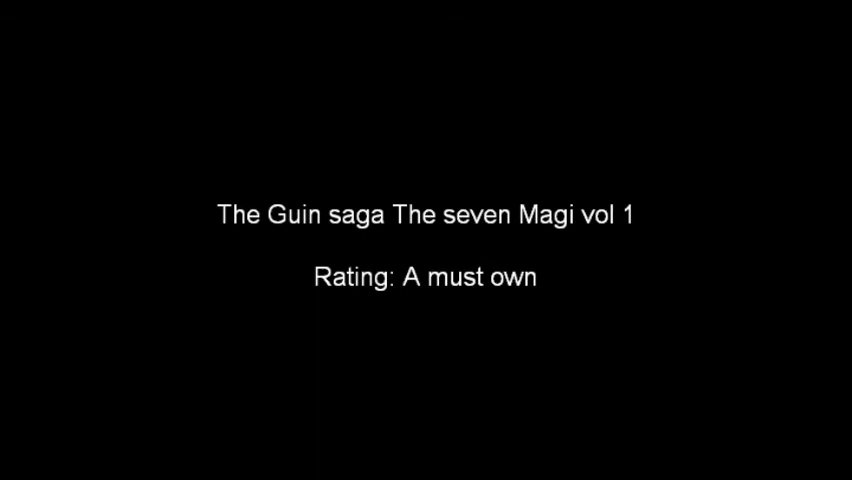 The Guin saga The seven Magi vol 1
Rating: A must own